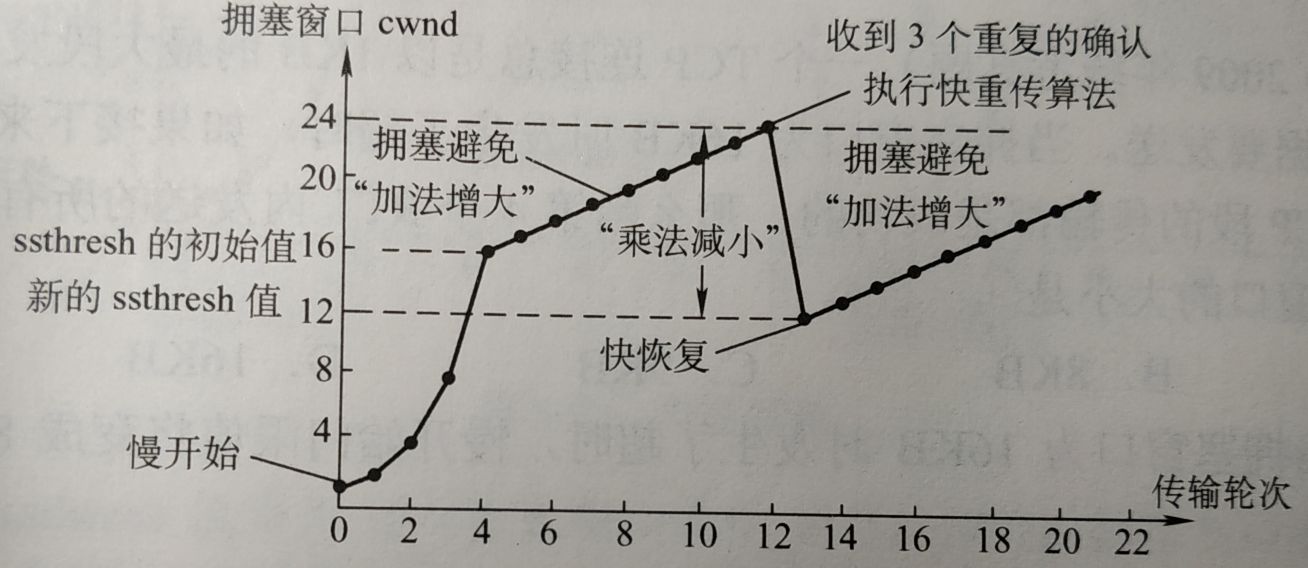 拥塞窗口 cwnd
收到 3 个重复的确认
执行快重传算法
24
拥塞避免
拥塞避免
20
“加法增大”
“加法增大”
ssthresh 的初始值 16
“乘法减小”
新的 ssthresh 值
12
快恢复
8
4
慢开始
传输轮次
0 2 4 6 8 10 12 14 16 18 20 22